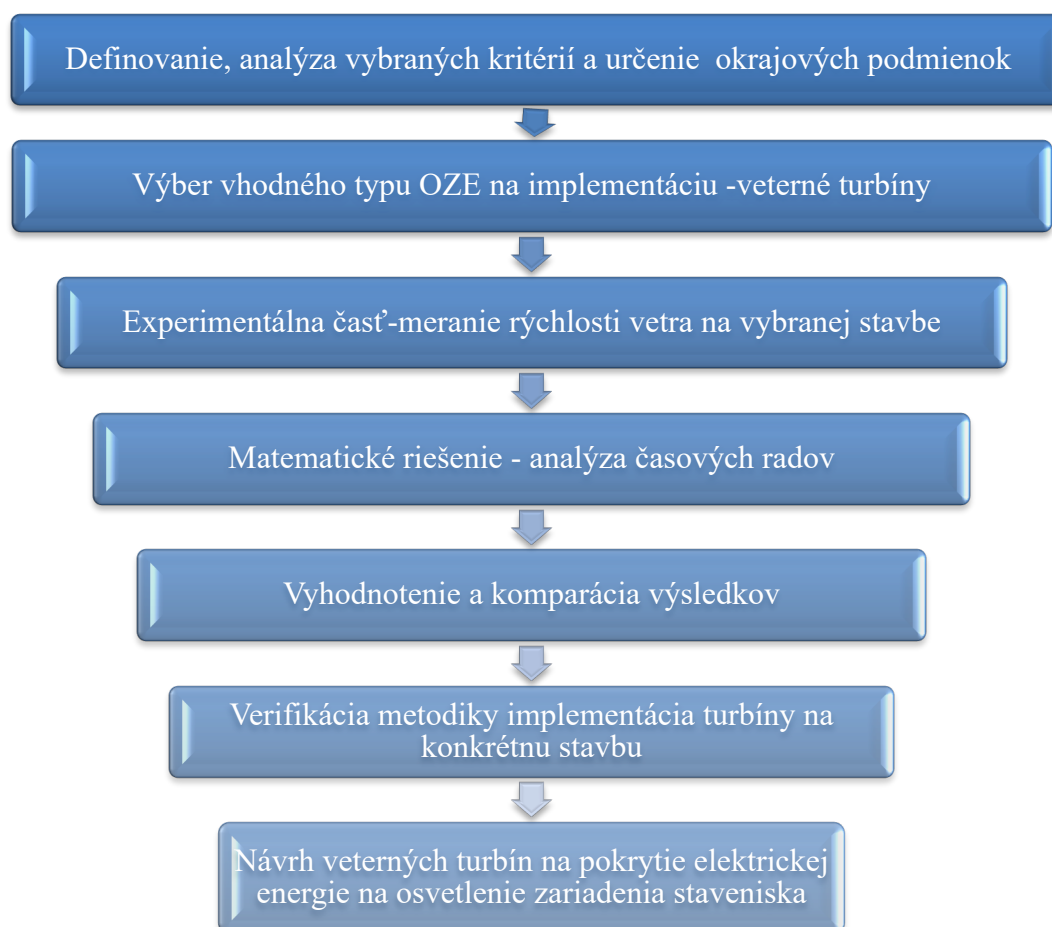 Definovanie, analýza vybraných kritérií a určenie okrajových podmienok
Výber vhodného typu OZE na implementáciu -veterné turbíny
Experimentálna časť-meranie rýchlosti vetra na vybranej stavbe
Matematické riešenie - analýza časových radov
Vyhodnotenie a komparácia výsledkov
Verifikácia metodiky implementácia turbíny na
konkrétnu stavbu
Návrh veterných turbín na pokrytie elektrickej
energie na osvetlenie zariadenia staveniska